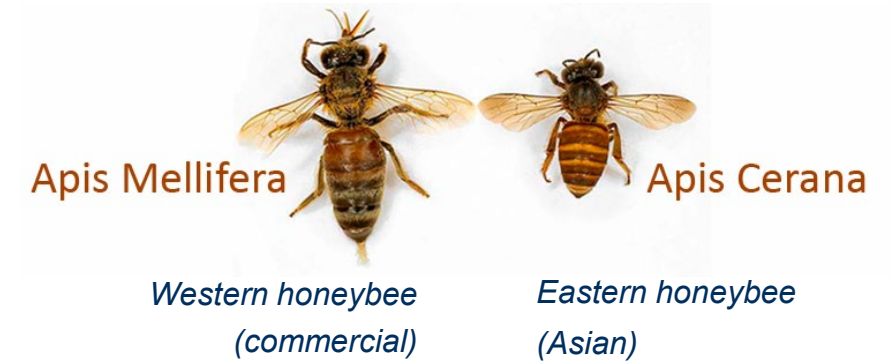 Apis Mellifera
Apis Cerana
Western honeybee
(commercial)
Eastern honeybee
(Asian)